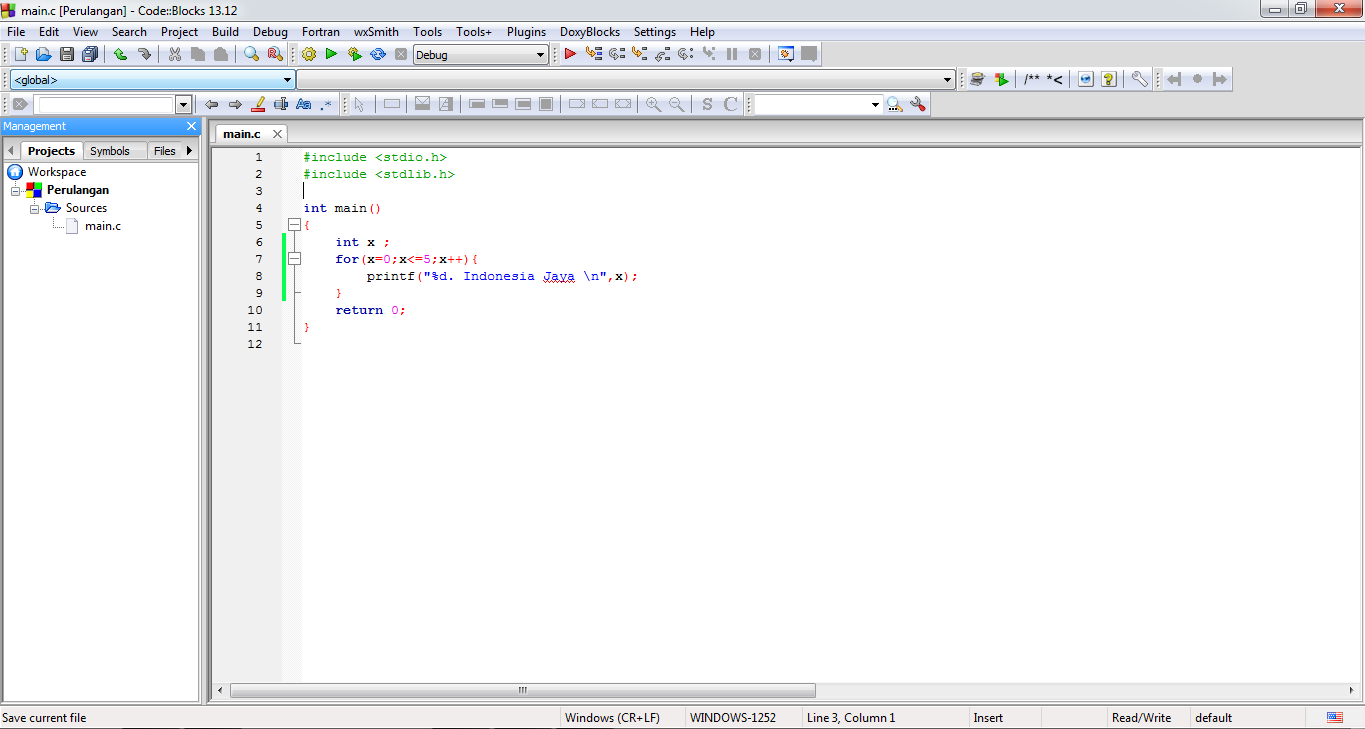 main.c [Perulangan] - Code::Blocks 13.12
File Edit View Search Project Build Debug Fortran wxSmith Tools Tools+ Plugins DoxyBlocks Settings Help
Debug
<global>
/** *<
Aa .*
S C
Management
Projects Symbols Files
main.c
Workspace
Perulangan
Sources
main.c
1 #include <stdio.h>
2 #include <stdlib.h>
3
4 int main()
5 {
6 int x ;
7 for(x=0;x<=5;x++){
8 printf("%d. Indonesia Jaya \n",x);
9 }
10 return 0;
11 }
12
Save current file Windows (CR+LF) WINDOWS-1252 Line 3, Column 1 Insert Read/Write default